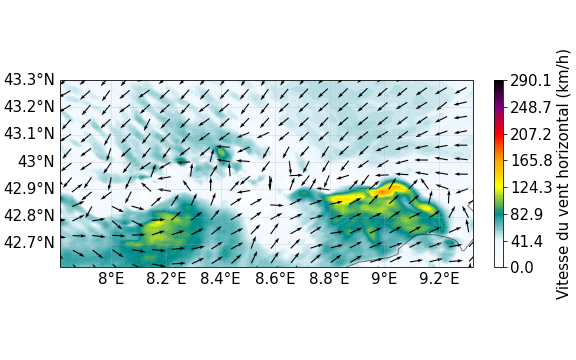 43.3°N
43.2°N
43.1°N
43°N
42.9°N
42.8°N
42.7°N
8°E 8.2°E 8.4°E 8.6°E 8.8°E 9°E 9.2°E
290.1
248.7
207.2
165.8
124.3
82.9
41.4
0.0
Vitesse du vent horizontal (km/h)